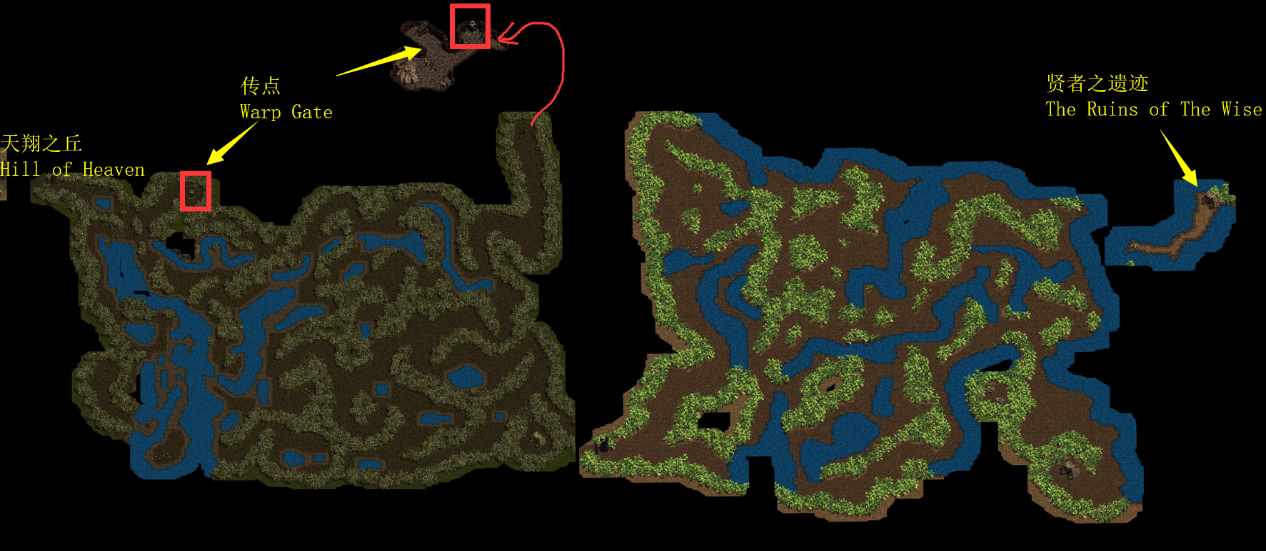 传点
Warp Gate
天翔之丘
Hill of Heaven
贤者之遗迹
The Ruins of The Wise